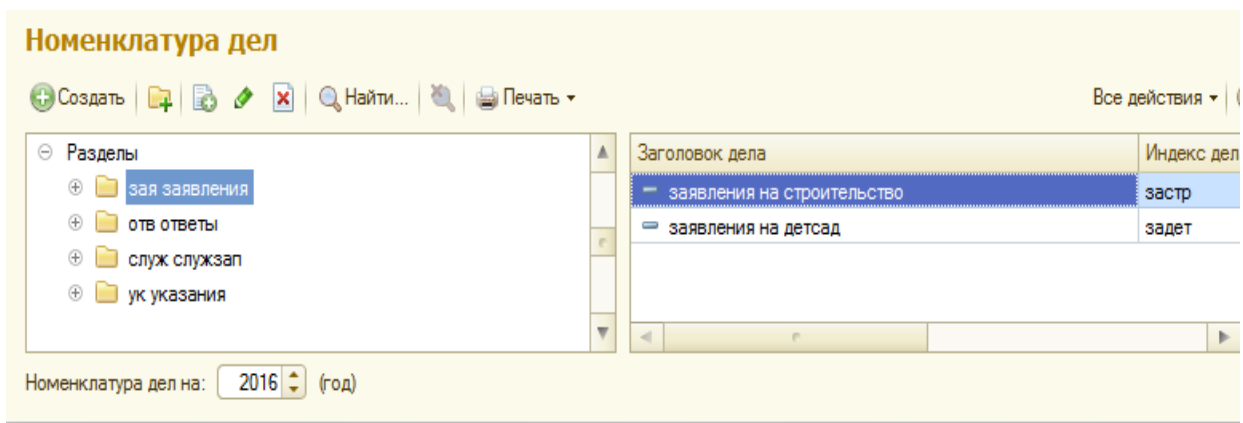 Номенклатура дел
Создать Найти... Печать Все действия
Разделы
зая заявления
отв ответы
служ служзап
ук указания
Заголовок дела Индекс дел
заявления на строительство застр
заявления на детсад задет
Номенклатура дел на: 2016 (год)